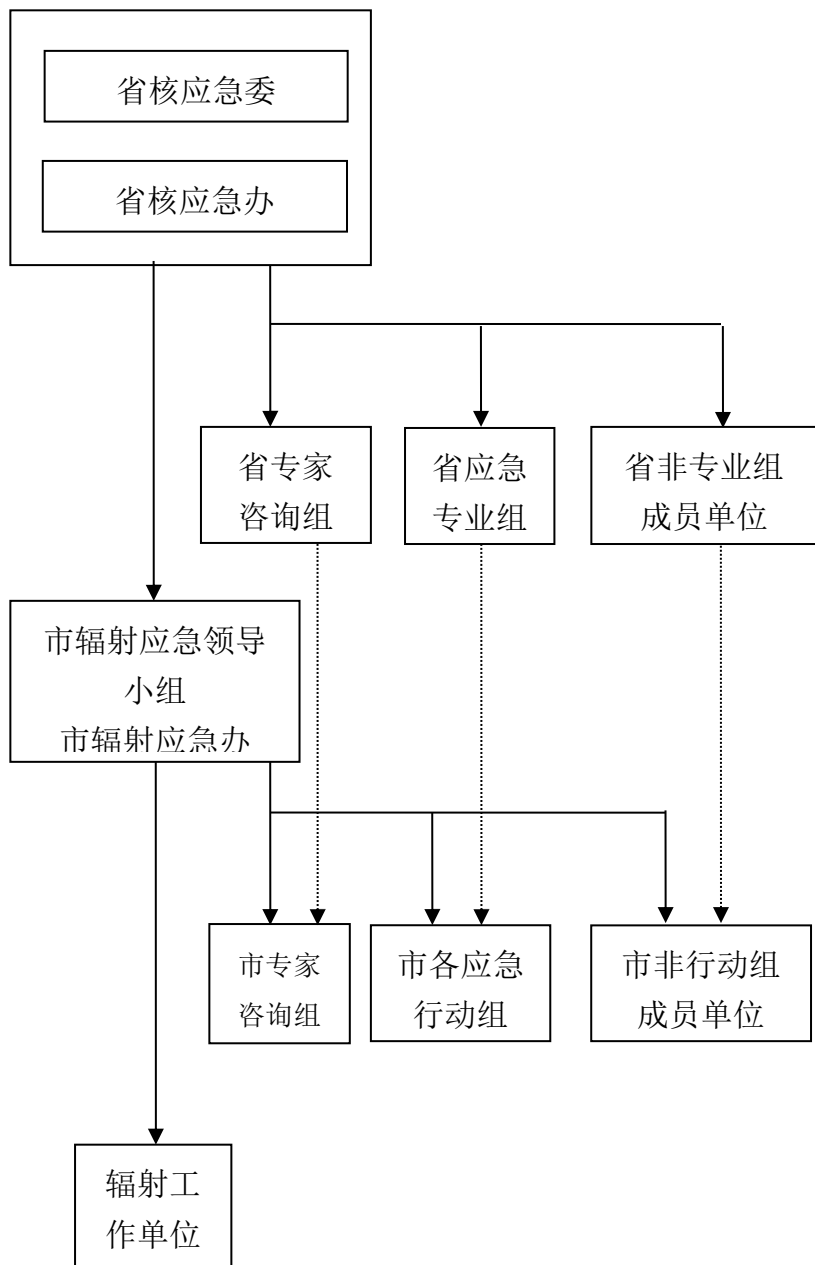 省核应急委
省核应急办
省专家
咨询组
省应急
专业组
省非专业组
成员单位
市辐射应急领导
小组
市辐射应急办
市专家
咨询组
市各应急
行动组
市非行动组
成员单位
辐射工
作单位